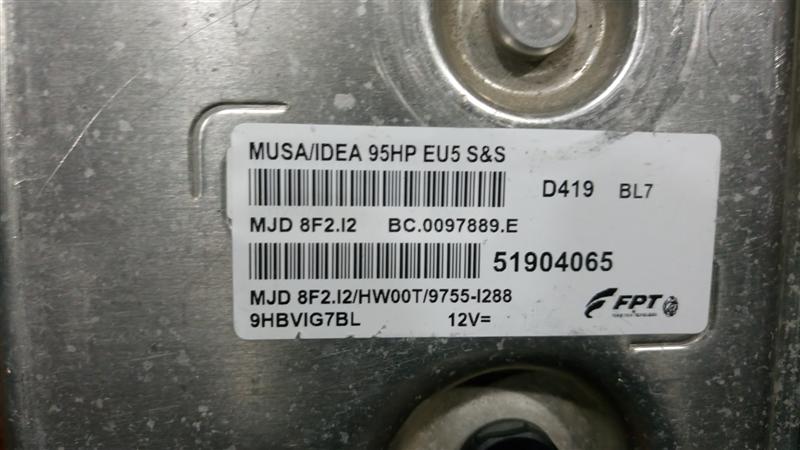 MUSA/IDEA 95HP EU5 S&S
D419 BL7
MJD 8F2.I2 BC.0097889.E
51904065
MJD 8F2.I2/HW00T/9755-I288
9HBVIG7BL 12V=
FPT